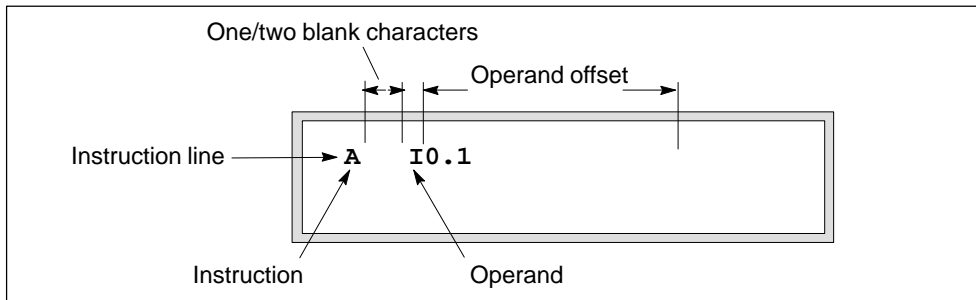 One/two blank characters
Operand offset
Instruction line
A I0.1
Instruction
Operand